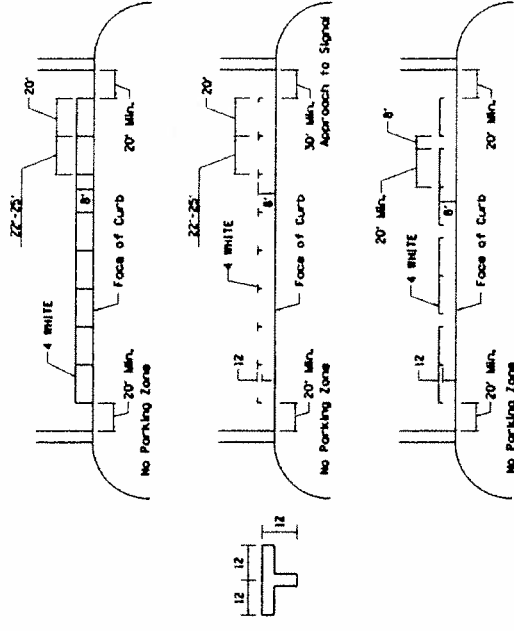 22'-25'
20'
4 WHITE
8'
Face of Curb
20' Min.
20' Min.
No Parking Zone
22'-25'
20'
4 WHITE
12
8'
Face of Curb
20' Min.
No Parking Zone
30' Min.
Approach to Signal
12
12
12
20' Min.
8'
4 WHITE
12
8'
Face of Curb
20' Min.
No Parking Zone
20' Min.